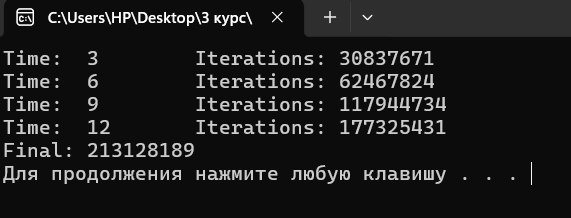 C:\Users\HP\Desktop\3 курс\
Time: 3 Iterations: 30837671
Time: 6 Iterations: 62467824
Time: 9 Iterations: 117944734
Time: 12 Iterations: 177325431
Final: 213128189
Для продолжения нажмите любую клавишу . . .